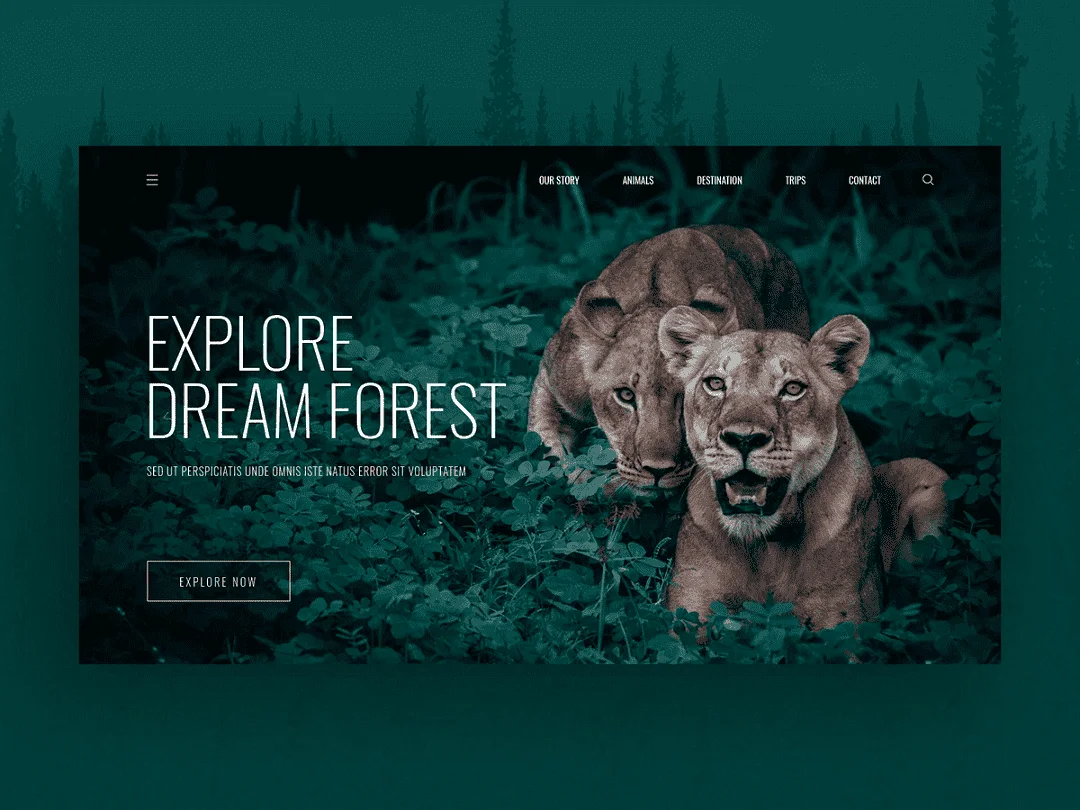 OUR STORY ANIMALS DESTINATION TRIPS CONTACT
EXPLORE
DREAM FOREST
SED UT PERSPICIATIS UNDE OMNIS ISTE NATUS ERROR SIT VOLUPTATEM
EXPLORE NOW